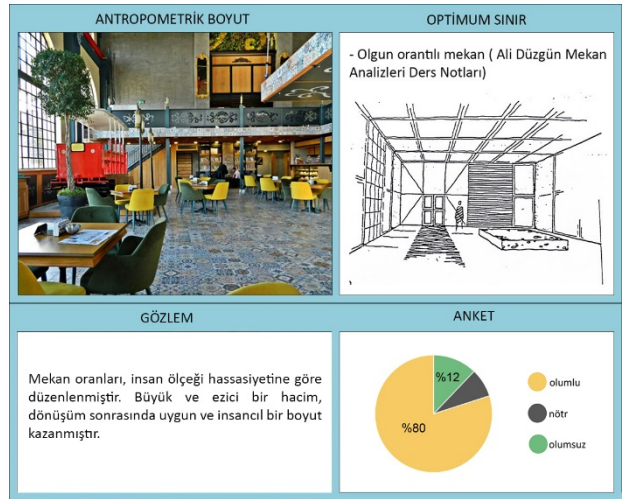 ANTROPOMETRİK BOYUT
OPTİMUM SINIR
- Olgun orantılı mekan ( Ali Düzgün Mekan
Analizleri Ders Notları)
GÖZLEM
Mekan oranları, insan ölçeği hassasiyetine göre
düzenlenmiştir. Büyük ve ezici bir hacim,
dönüşüm sonrasında uygun ve insancıl bir boyut
kazanmıştır.
ANKET
%12
%80
olumlu
nötr
olumsuz